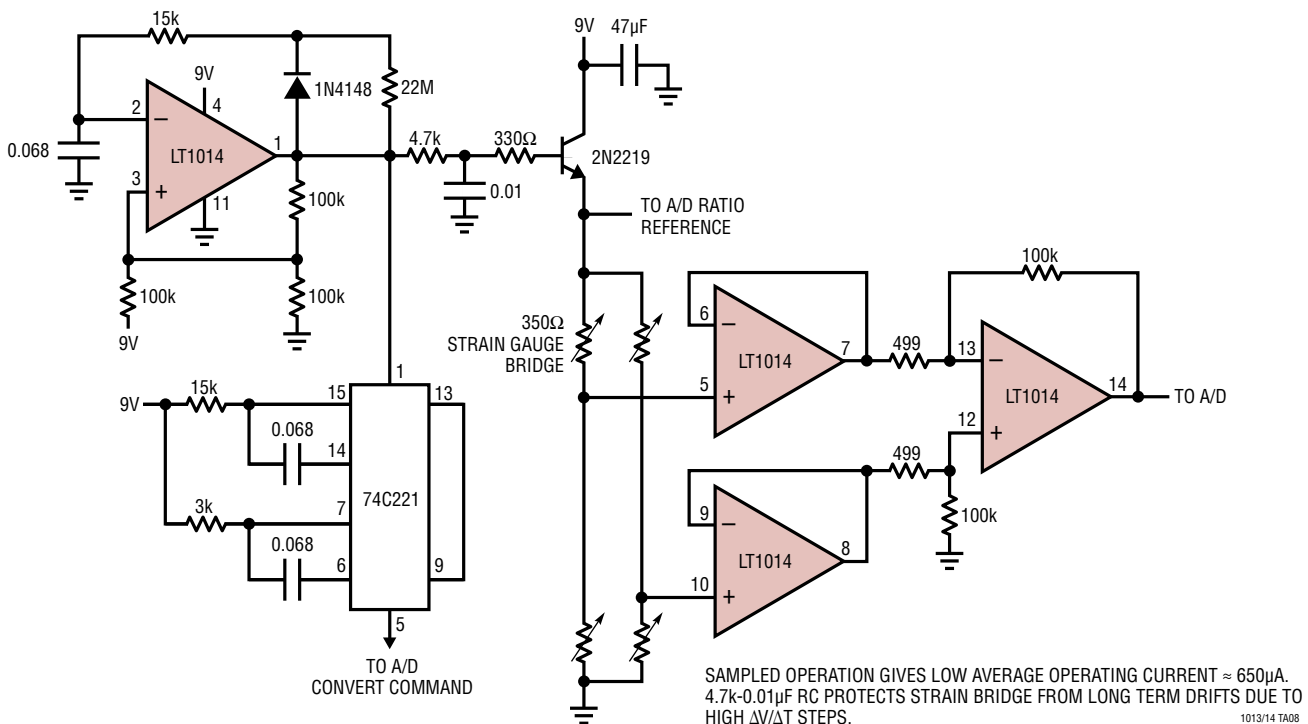 15k
9V
47µF
9V
1N4148
22M
2
4
0.068
LT1014
1
4.7k
330Ω
2N2219
3
11
100k
0.01
TO A/D RATIO
REFERENCE
100k
100k
9V
100k
350Ω
STRAIN GAUGE
BRIDGE
6
LT1014
7
499
13
5
LT1014
14
TO A/D
12
1
9V
15k
15
13
0.068
14
499
74C221
3k
7
9
100k
0.068
6
9
LT1014
8
10
5
TO A/D
CONVERT COMMAND
SAMPLED OPERATION GIVES LOW AVERAGE OPERATING CURRENT ≈ 650µA.
4.7k-0.01µF RC PROTECTS STRAIN BRIDGE FROM LONG TERM DRIFTS DUE TO
HIGH ∆V/∆T STEPS.
1013/14 TA08